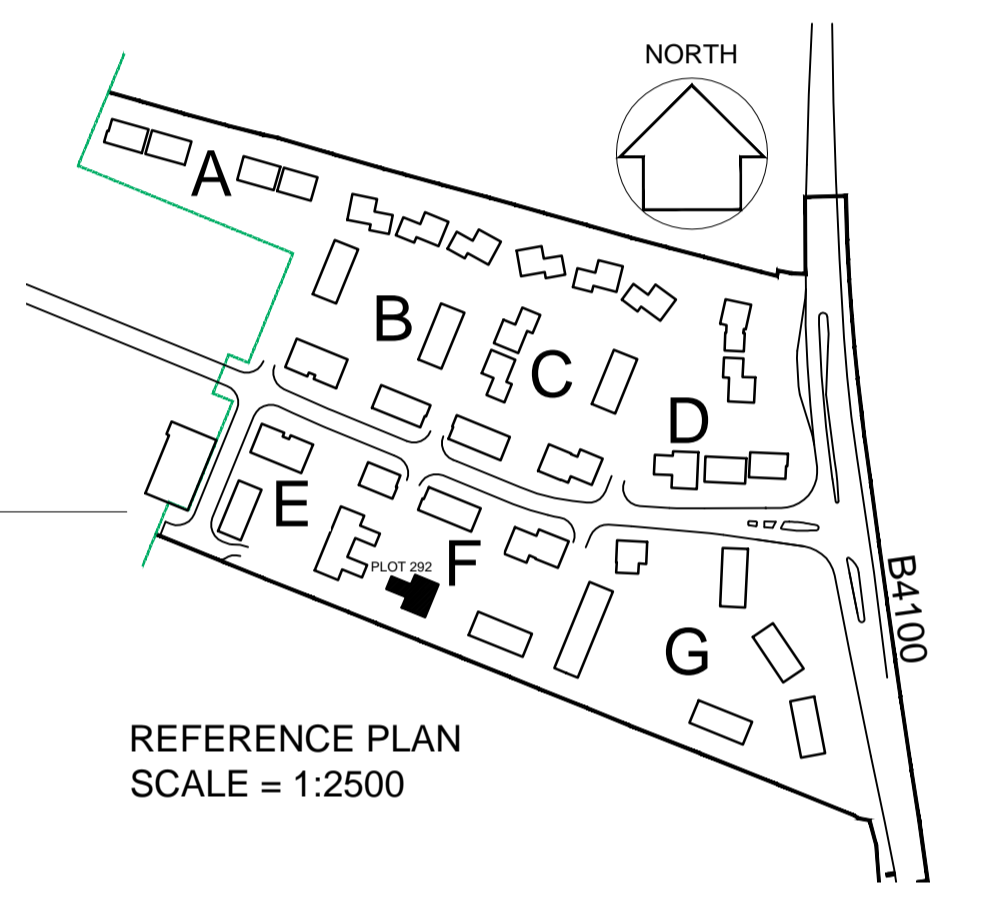 NORTH
A
B
C
D
E
F
PLOT 292
G
B4100
REFERENCE PLAN
SCALE = 1:2500